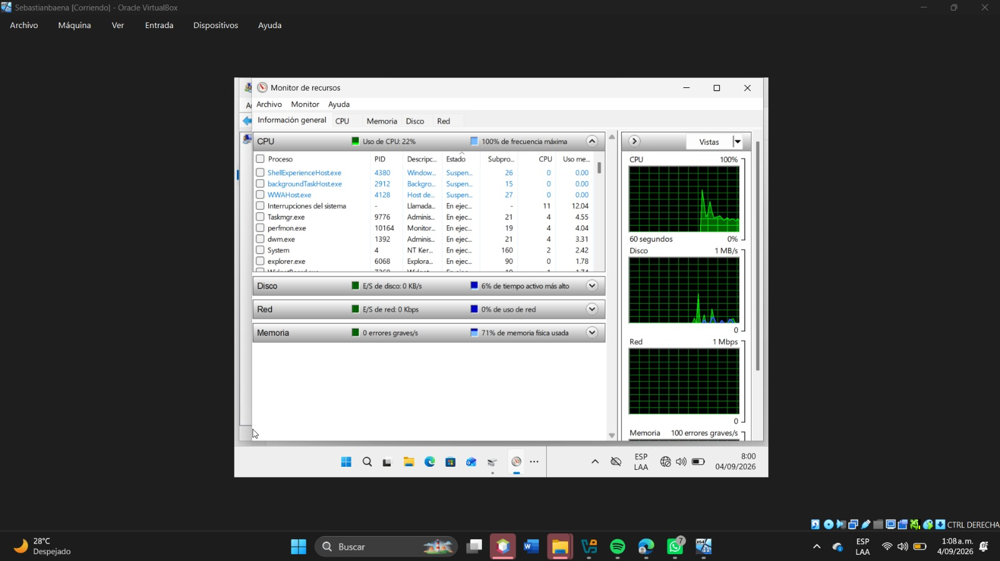 Sebastianbaena [Corriendo] - Oracle VirtualBox
Archivo Máquina Ver Entrada Dispositivos Ayuda
Monitor de recursos
Archivo Monitor Ayuda
Información general CPU Memoria Disco Red
CPU Uso de CPU: 22% 100% de frecuencia máxima
Proceso PID Descripc... Estado Subpro... CPU Uso me...
ShellExperienceHost.exe 4380 Window... Suspen... 26 0 0.00
backgroundTaskHost.exe 2912 Backgro... Suspen... 15 0 0.00
WWAHost.exe 4128 Host de... Suspen... 27 0 0.00
Interrupciones del sistema - Llamada... En ejec... - 11 12.04
Taskmgr.exe 9776 Adminis... En ejec... 21 4 4.55
perfmon.exe 10164 Monitor... En ejec... 19 4 4.04
dwm.exe 1392 Adminis... En ejec... 21 4 3.31
System 4 NT Ker... En ejec... 160 2 2.42
explorer.exe 6068 Explora... En ejec... 90 0 1.78
Disco E/S de disco: 0 KB/s 6% de tiempo activo más alto
Red E/S de red: 0 Kbps 0% de uso de red
Memoria 0 errores graves/s 71% de memoria física usada
Vistas
CPU 100%
60 segundos 0%
Disco 1 MB/s
0
Red 1 Mbps
0
Memoria 100 errores graves/s
ESP
LAA
8:00
04/09/2026
CTRL DERECHA
28°C
Despejado
Buscar
7
ESP
LAA
1:08 a. m.
4/09/2026